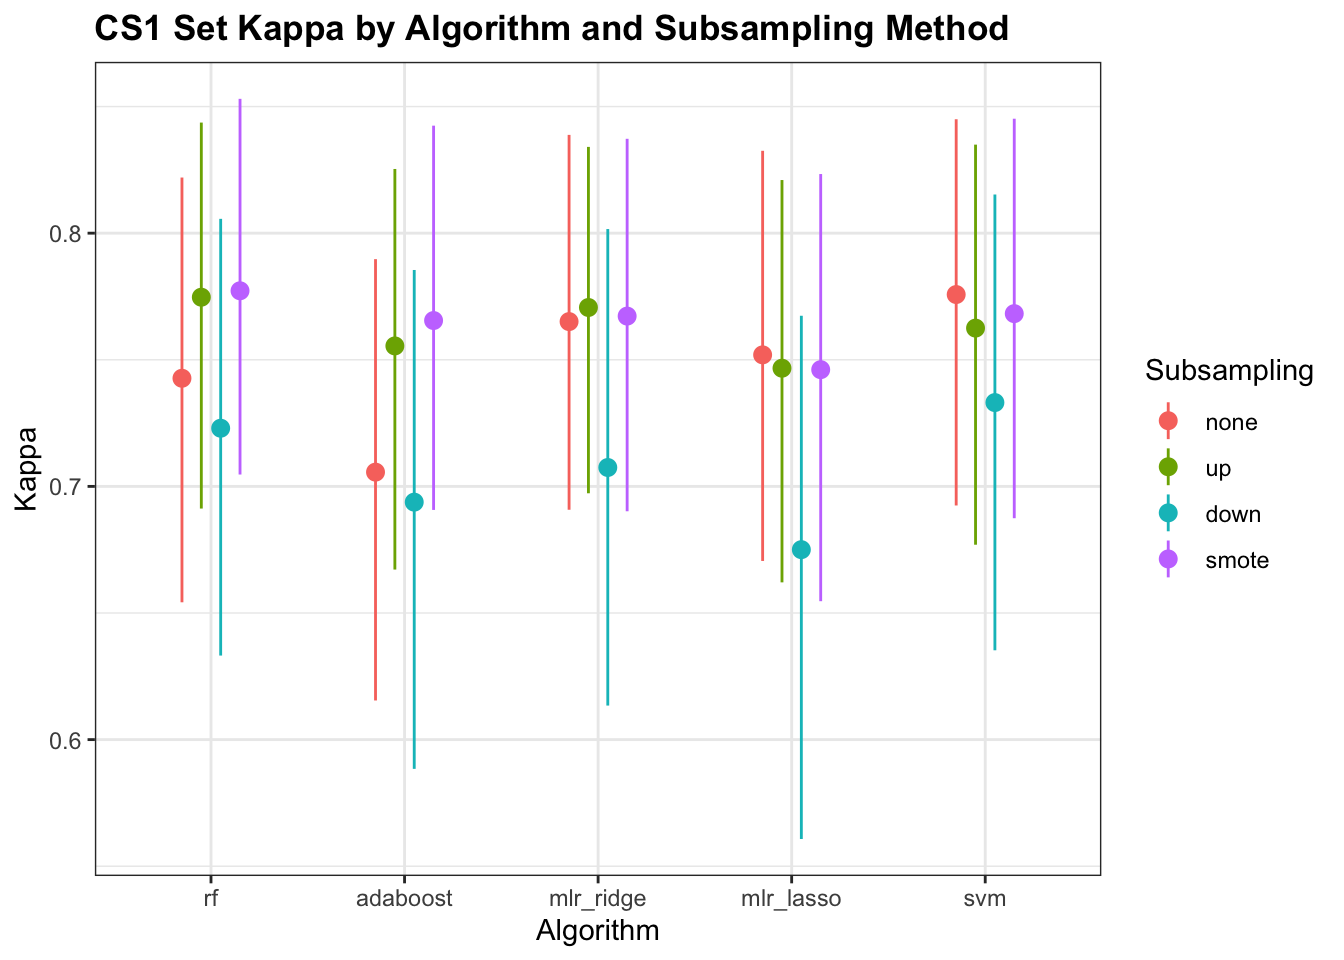 CS1 Set Kappa by Algorithm and Subsampling Method
Kappa
0.8
0.7
0.6
rf adaboost mlr_ridge mlr_lasso svm
Algorithm
Subsampling
none
up
down
smote